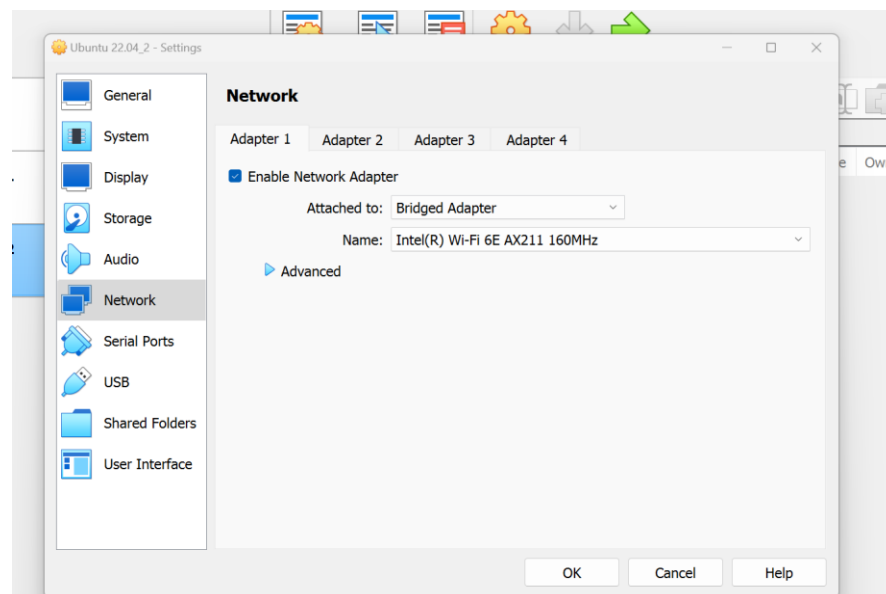 Ubuntu 22.04_2 - Settings
General
System
Display
Storage
Audio
Network
Serial Ports
USB
Shared Folders
User Interface
Network
Adapter 1 Adapter 2 Adapter 3 Adapter 4
Enable Network Adapter
Attached to: Bridged Adapter
Name: Intel(R) Wi-Fi 6E AX211 160MHz
Advanced
OK Cancel Help